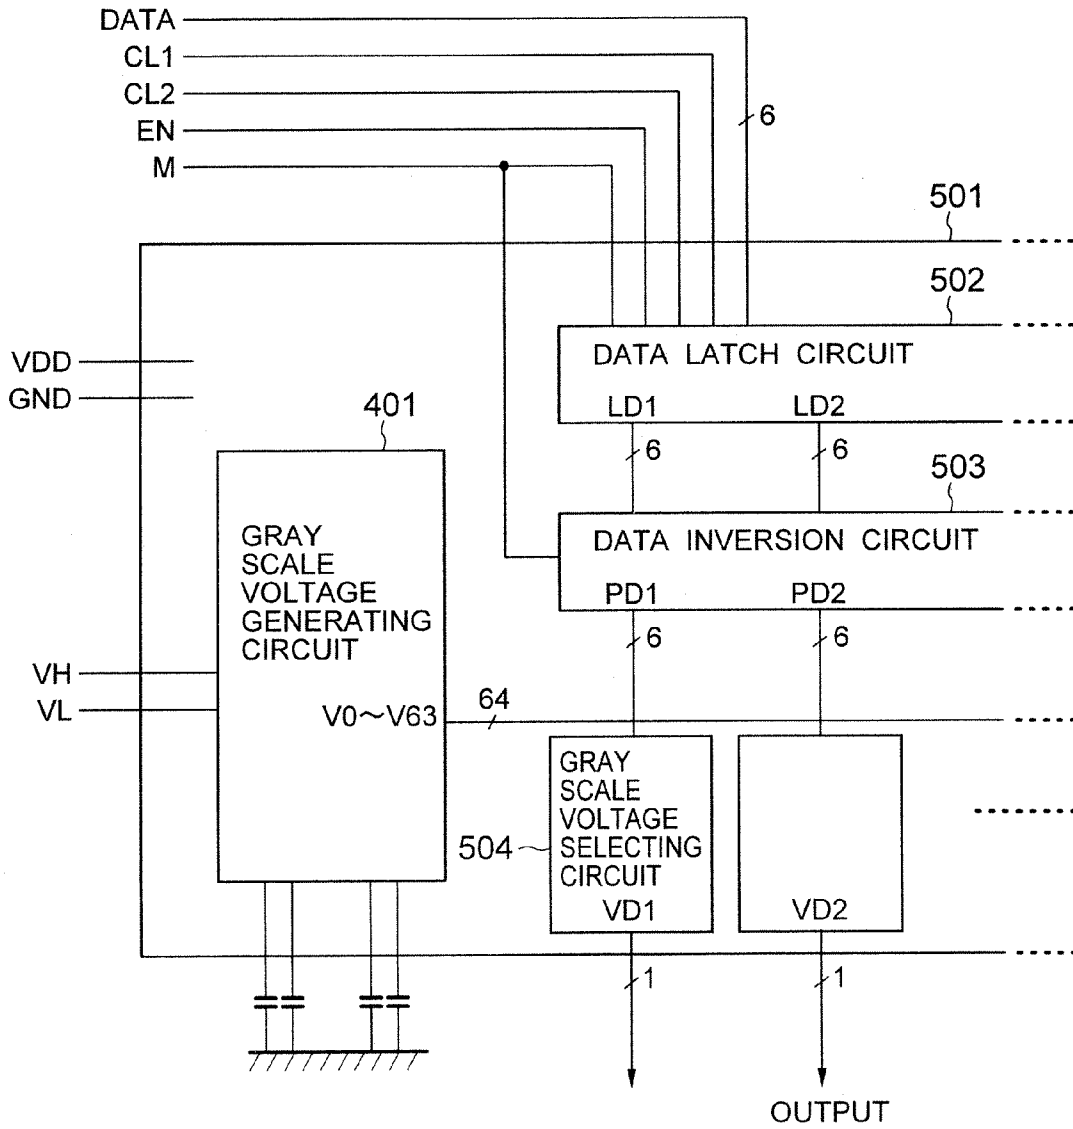 DATA
CL1
CL2
EN
M
6
501
502
VDD
GND
DATA LATCH CIRCUIT
LD1
LD2
401
6
6
503
GRAY
SCALE
VOLTAGE
GENERATING
CIRCUIT
DATA INVERSION CIRCUIT
PD1
PD2
6
6
VH
VL
V0~V63
64
GRAY
SCALE
VOLTAGE
SELECTING
CIRCUIT
504
VD1
VD2
1
1
OUTPUT